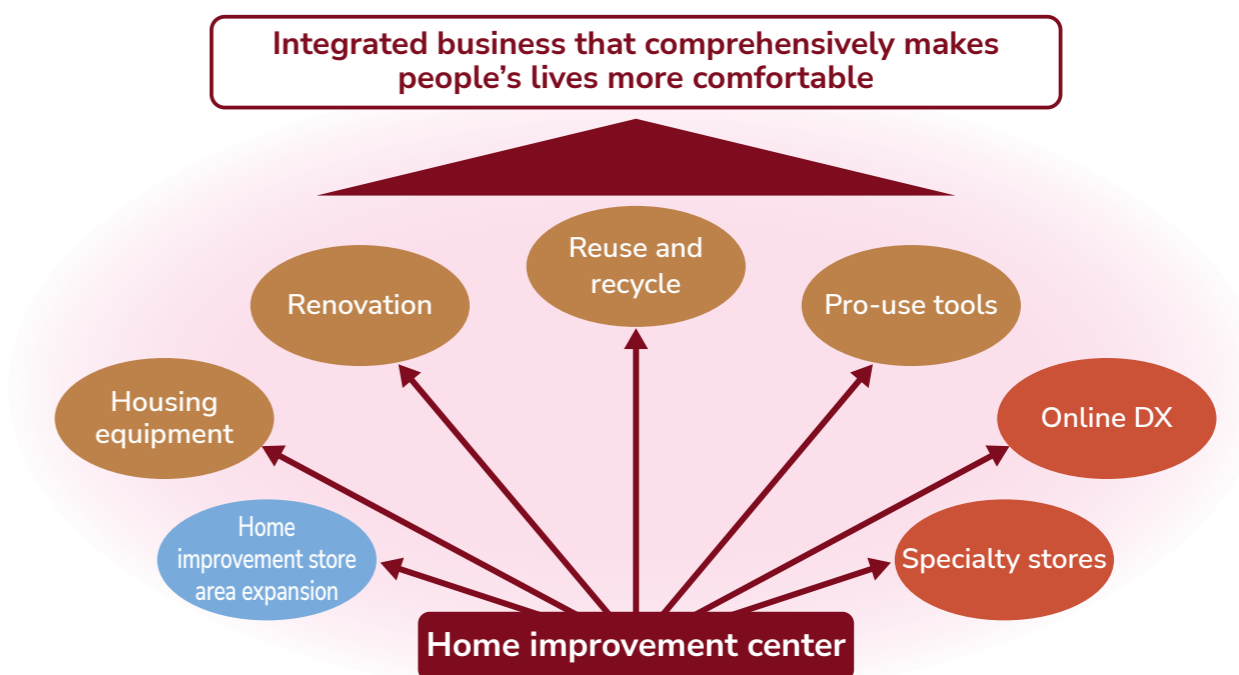 Integrated business that comprehensively makes
people’s lives more comfortable
Reuse and
recycle
Renovation
Pro-use tools
Housing
equipment
Online DX
Home
improvement store
area expansion
Specialty stores
Home improvement center